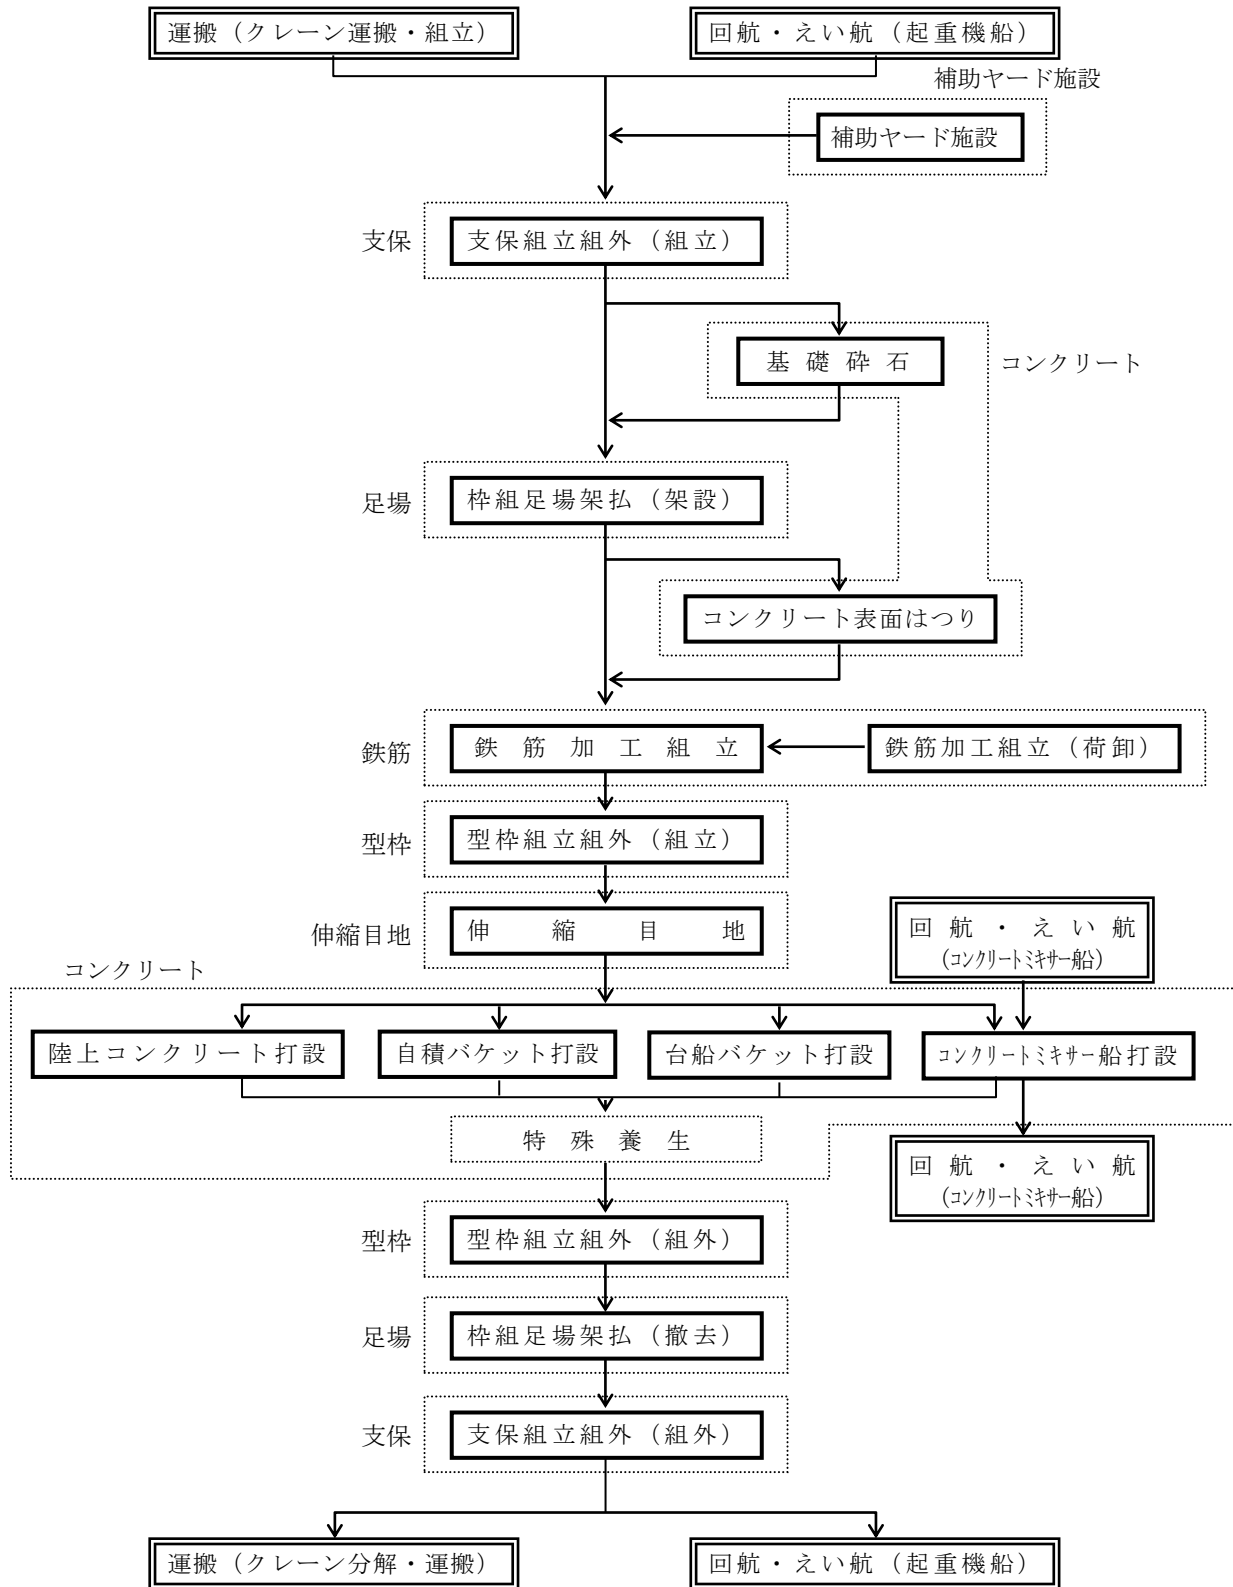 運搬（クレーン運搬・組立）
回航・えい航（起重機船）
補助ヤード施設
補助ヤード施設
支保
支保組立組外（組立）
基礎砕石
コンクリート
足場
枠組足場架払（架設）
コンクリート表面はつり
鉄筋
鉄筋加工組立
鉄筋加工組立（荷卸）
型枠
型枠組立組外（組立）
伸縮目地
伸縮目地
回航・えい航
(コンクリートミキサー船)
コンクリート
陸上コンクリート打設
自積バケット打設
台船バケット打設
コンクリートミキサー船打設
特殊養生
回航・えい航
(コンクリートミキサー船)
型枠
型枠組立組外（組外）
足場
枠組足場架払（撤去）
支保
支保組立組外（組外）
運搬（クレーン分解・運搬）
回航・えい航（起重機船）